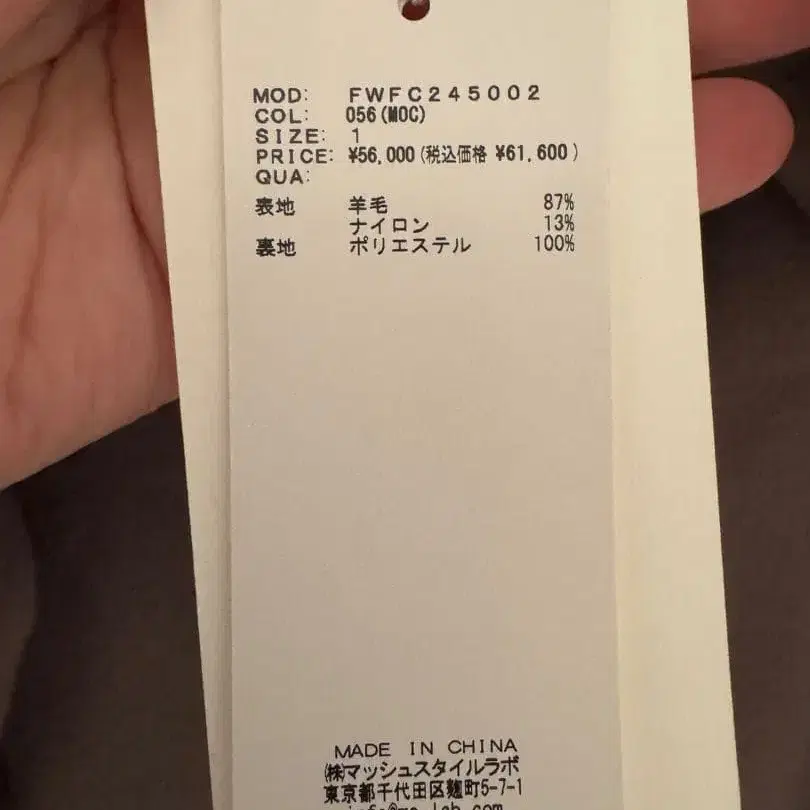 MOD: FWFC245002
COL: 056(MOC)
SIZE: 1
PRICE: ¥56,000(税込価格 ¥61,600)
QUA:
表地 羊毛 87%
ナイロン 13%
裏地 ポリエステル 100%
MADE IN CHINA
(株)マッシュスタイルラボ
東京都千代田区麹町5-7-1